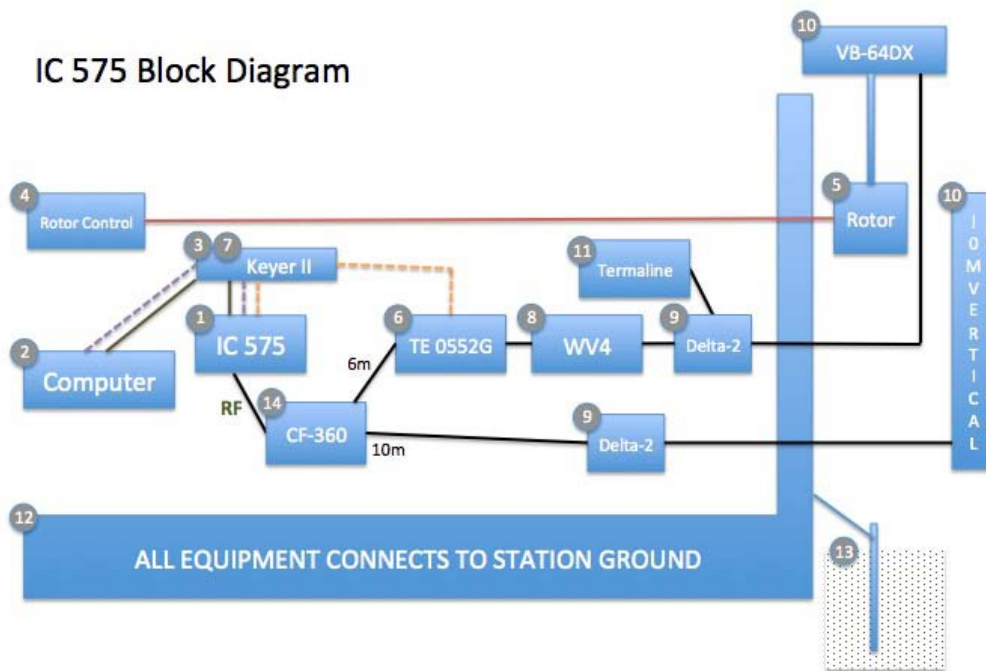 IC 575 Block Diagram
10
VB-64DX
4
Rotor Control
5
Rotor
10
I0MVERTICAL
3
7
Keyer II
11
Termaline
1
IC 575
6
TE 0552G
8
WV4
9
Delta-2
2
Computer
6m
RF
14
CF-360
10m
9
Delta-2
12
ALL EQUIPMENT CONNECTS TO STATION GROUND
13